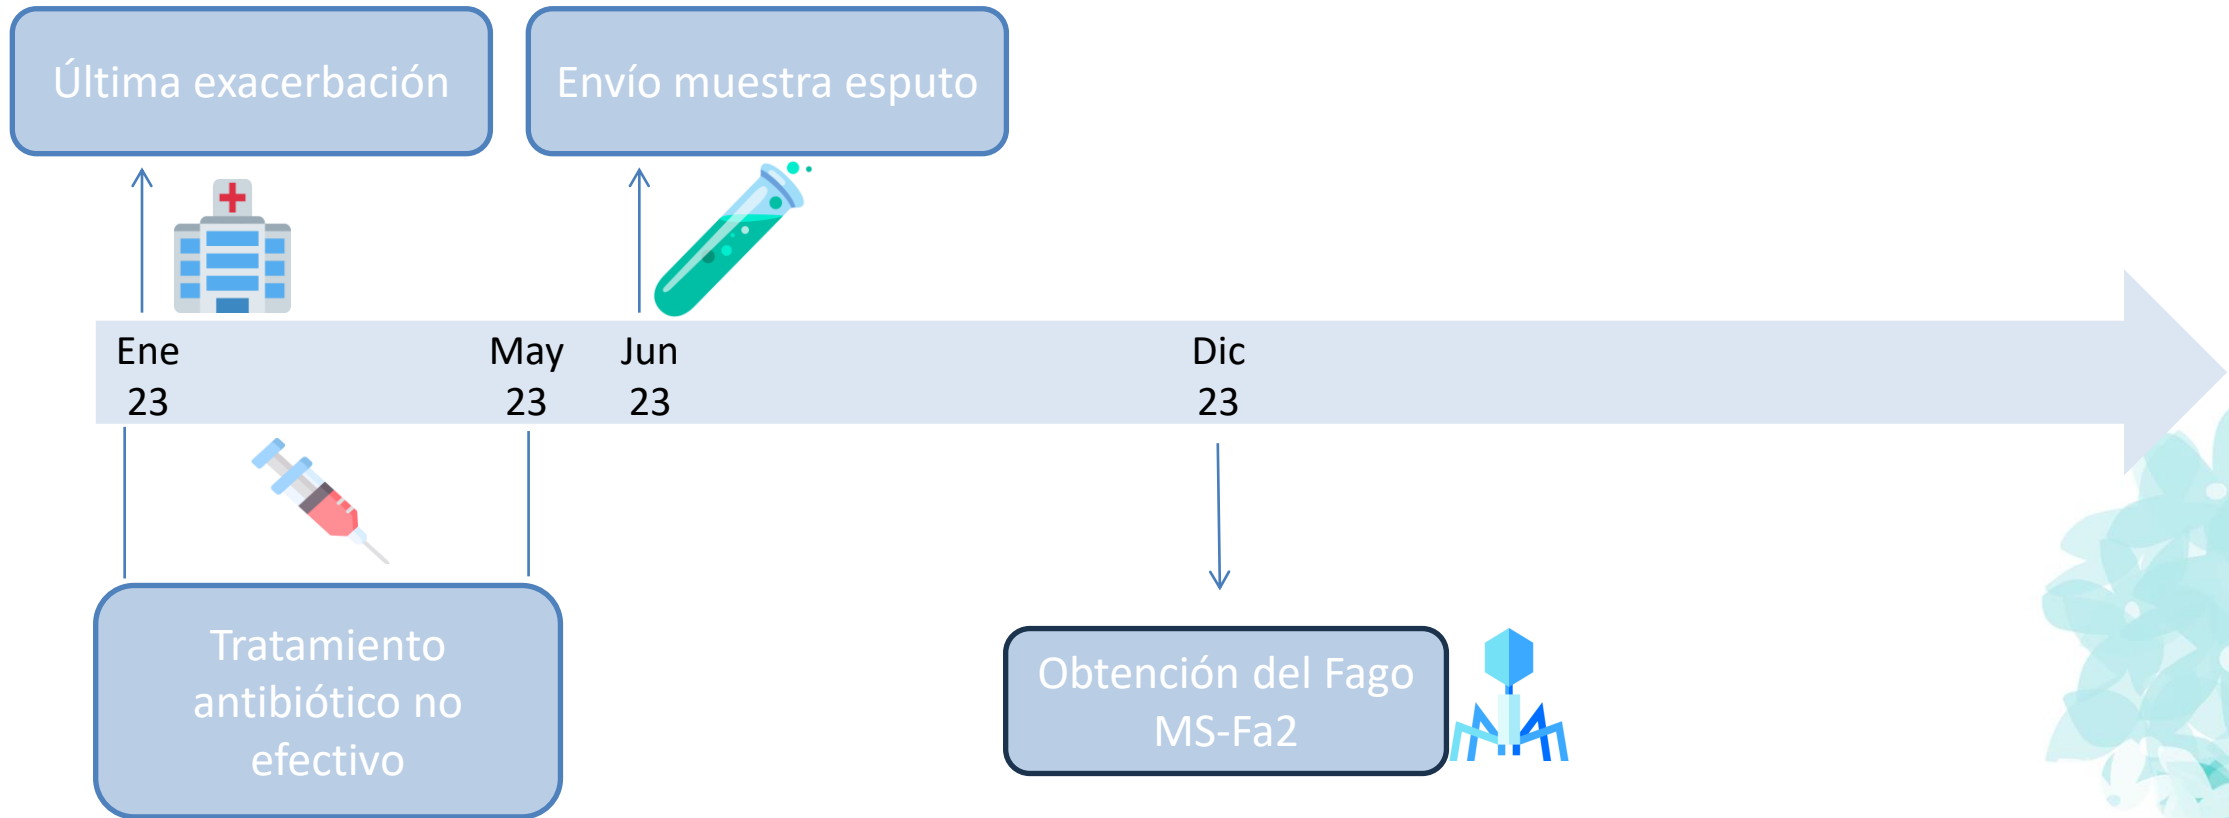 Última exacerbación
Envío muestra esputo
Ene
23
May
23
Jun
23
Dic
23
Tratamiento
antibiótico no
efectivo
Obtención del Fago
MS-Fa2